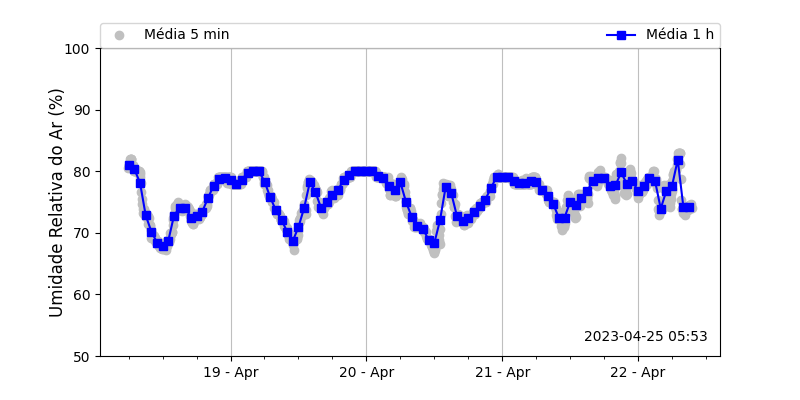 Média 5 min
Média 1 h
Umidade Relativa do Ar (%)
100
90
80
70
60
50
2023-04-25 05:53
19 - Apr
20 - Apr
21 - Apr
22 - Apr